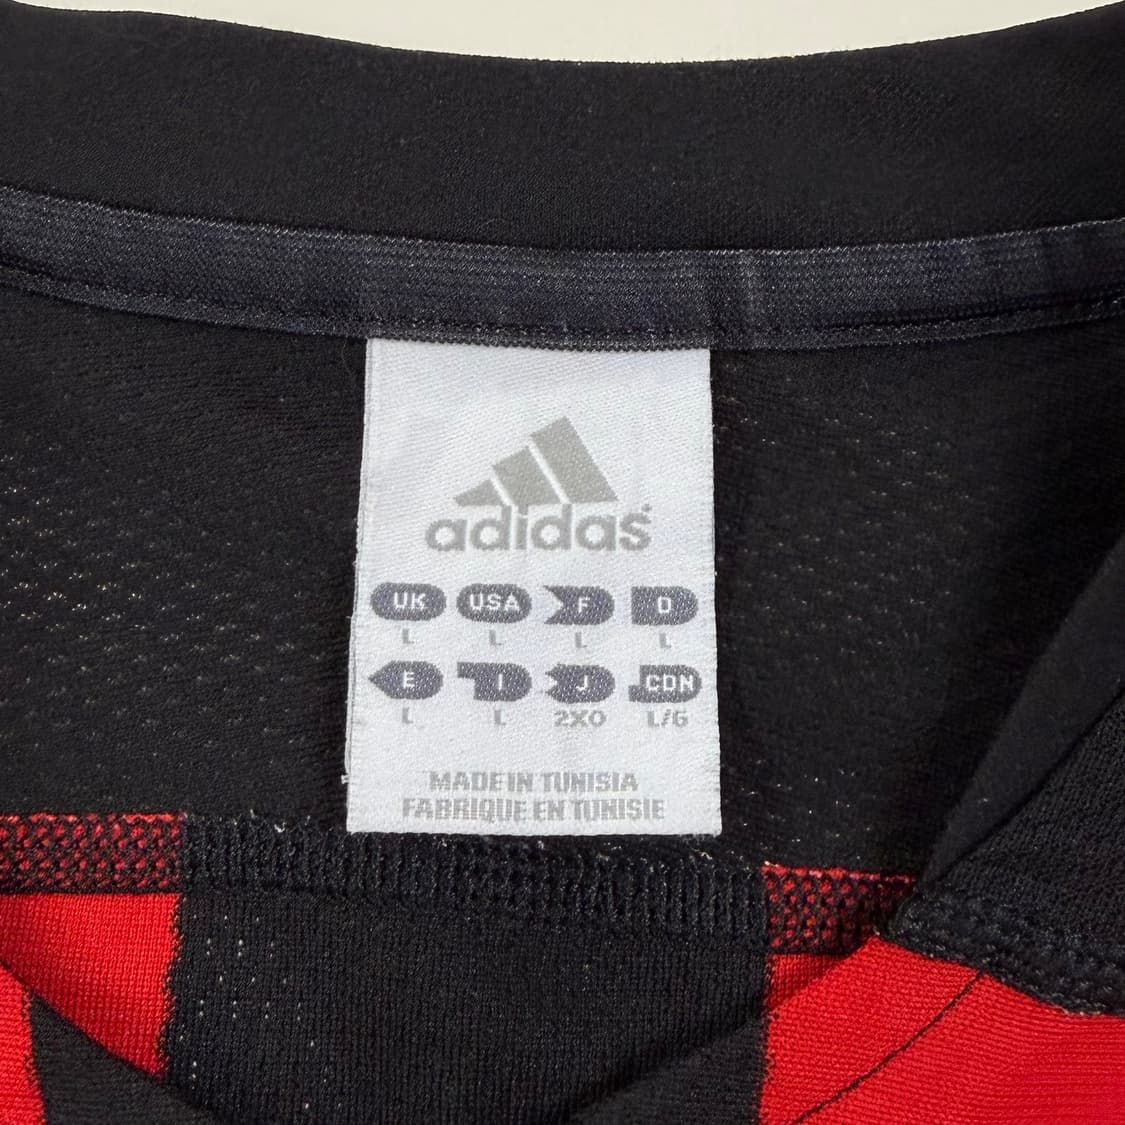 adidas
UK USA F D
L L L L
E I J CDN
L L 2XO L/G
MADE IN TUNISIA
FABRIQUE EN TUNISIE